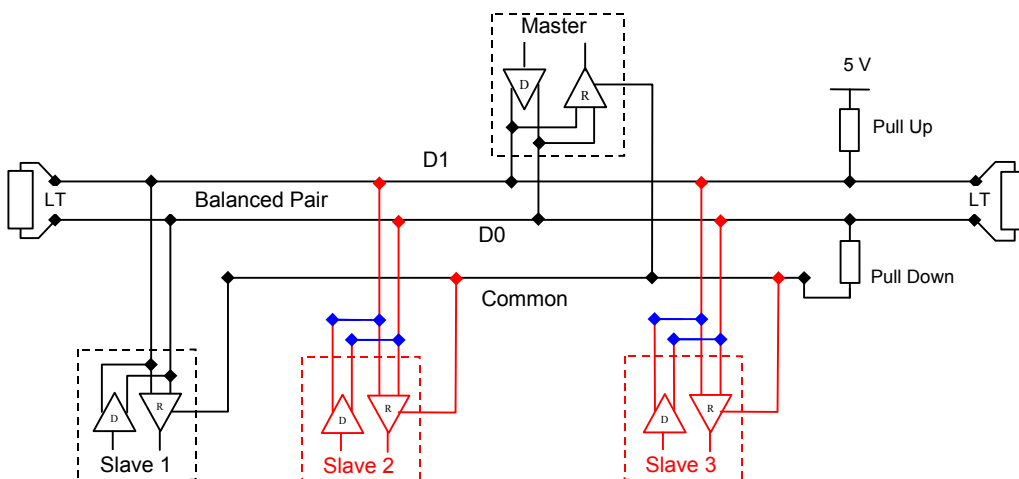 Master
D
R
5 V
Pull Up
D1
LT
Balanced Pair
LT
D0
Pull Down
Common
D
R
Slave 1
D
R
Slave 2
D
R
Slave 3